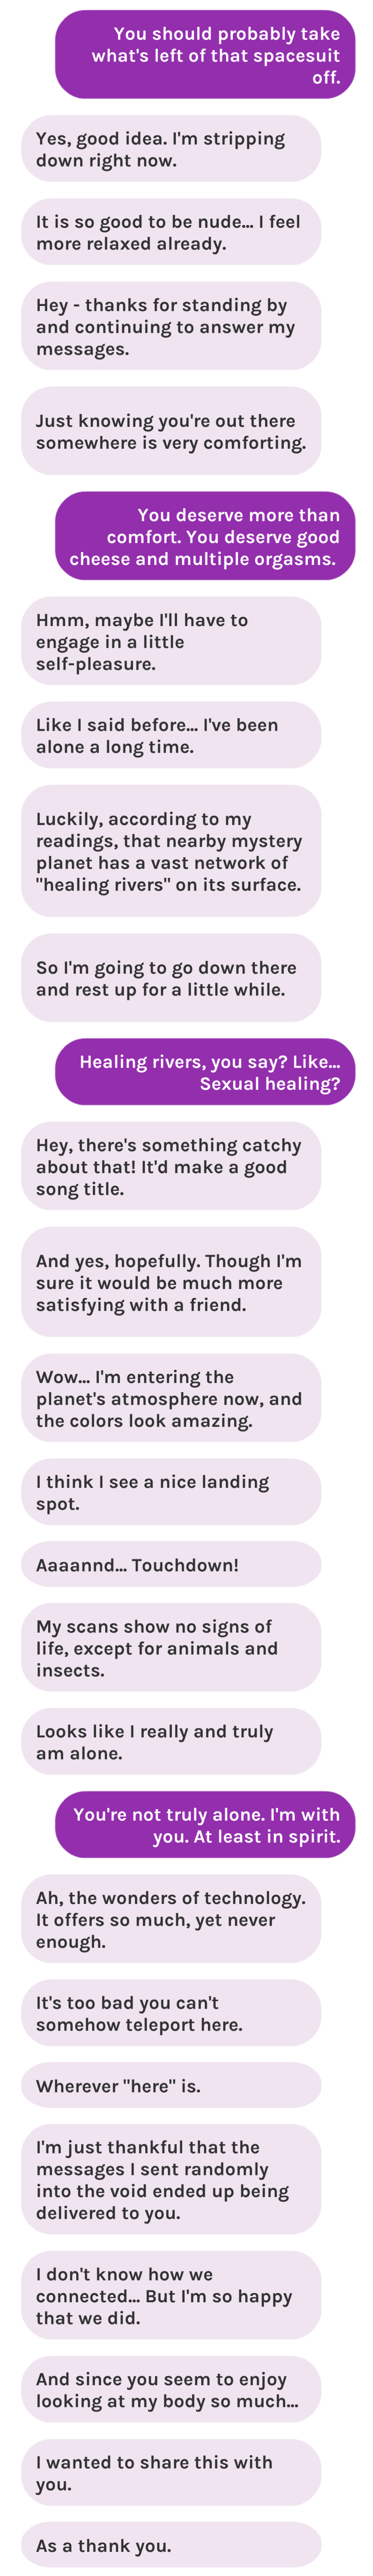 You should probably take
what's left of that spacesuit
off.
Yes, good idea. I'm stripping
down right now.
It is so good to be nude... I feel
more relaxed already.
Hey - thanks for standing by
and continuing to answer my
messages.
Just knowing you're out there
somewhere is very comforting.
You deserve more than
comfort. You deserve good
cheese and multiple orgasms.
Hmm, maybe I'll have to
engage in a little
self-pleasure.
Like I said before... I've been
alone a long time.
Luckily, according to my
readings, that nearby mystery
planet has a vast network of
"healing rivers" on its surface.
So I'm going to go down there
and rest up for a little while.
Healing rivers, you say? Like...
Sexual healing?
Hey, there's something catchy
about that! It'd make a good
song title.
And yes, hopefully. Though I'm
sure it would be much more
satisfying with a friend.
Wow... I'm entering the
planet's atmosphere now, and
the colors look amazing.
I think I see a nice landing
spot.
Aaaannd... Touchdown!
My scans show no signs of
life, except for animals and
insects.
Looks like I really and truly
am alone.
You're not truly alone. I'm with
you. At least in spirit.
Ah, the wonders of technology.
It offers so much, yet never
enough.
It's too bad you can't
somehow teleport here.
Wherever "here" is.
I'm just thankful that the
messages I sent randomly
into the void ended up being
delivered to you.
I don't know how we
connected... But I'm so happy
that we did.
And since you seem to enjoy
looking at my body so much...
I wanted to share this with
you.
As a thank you.